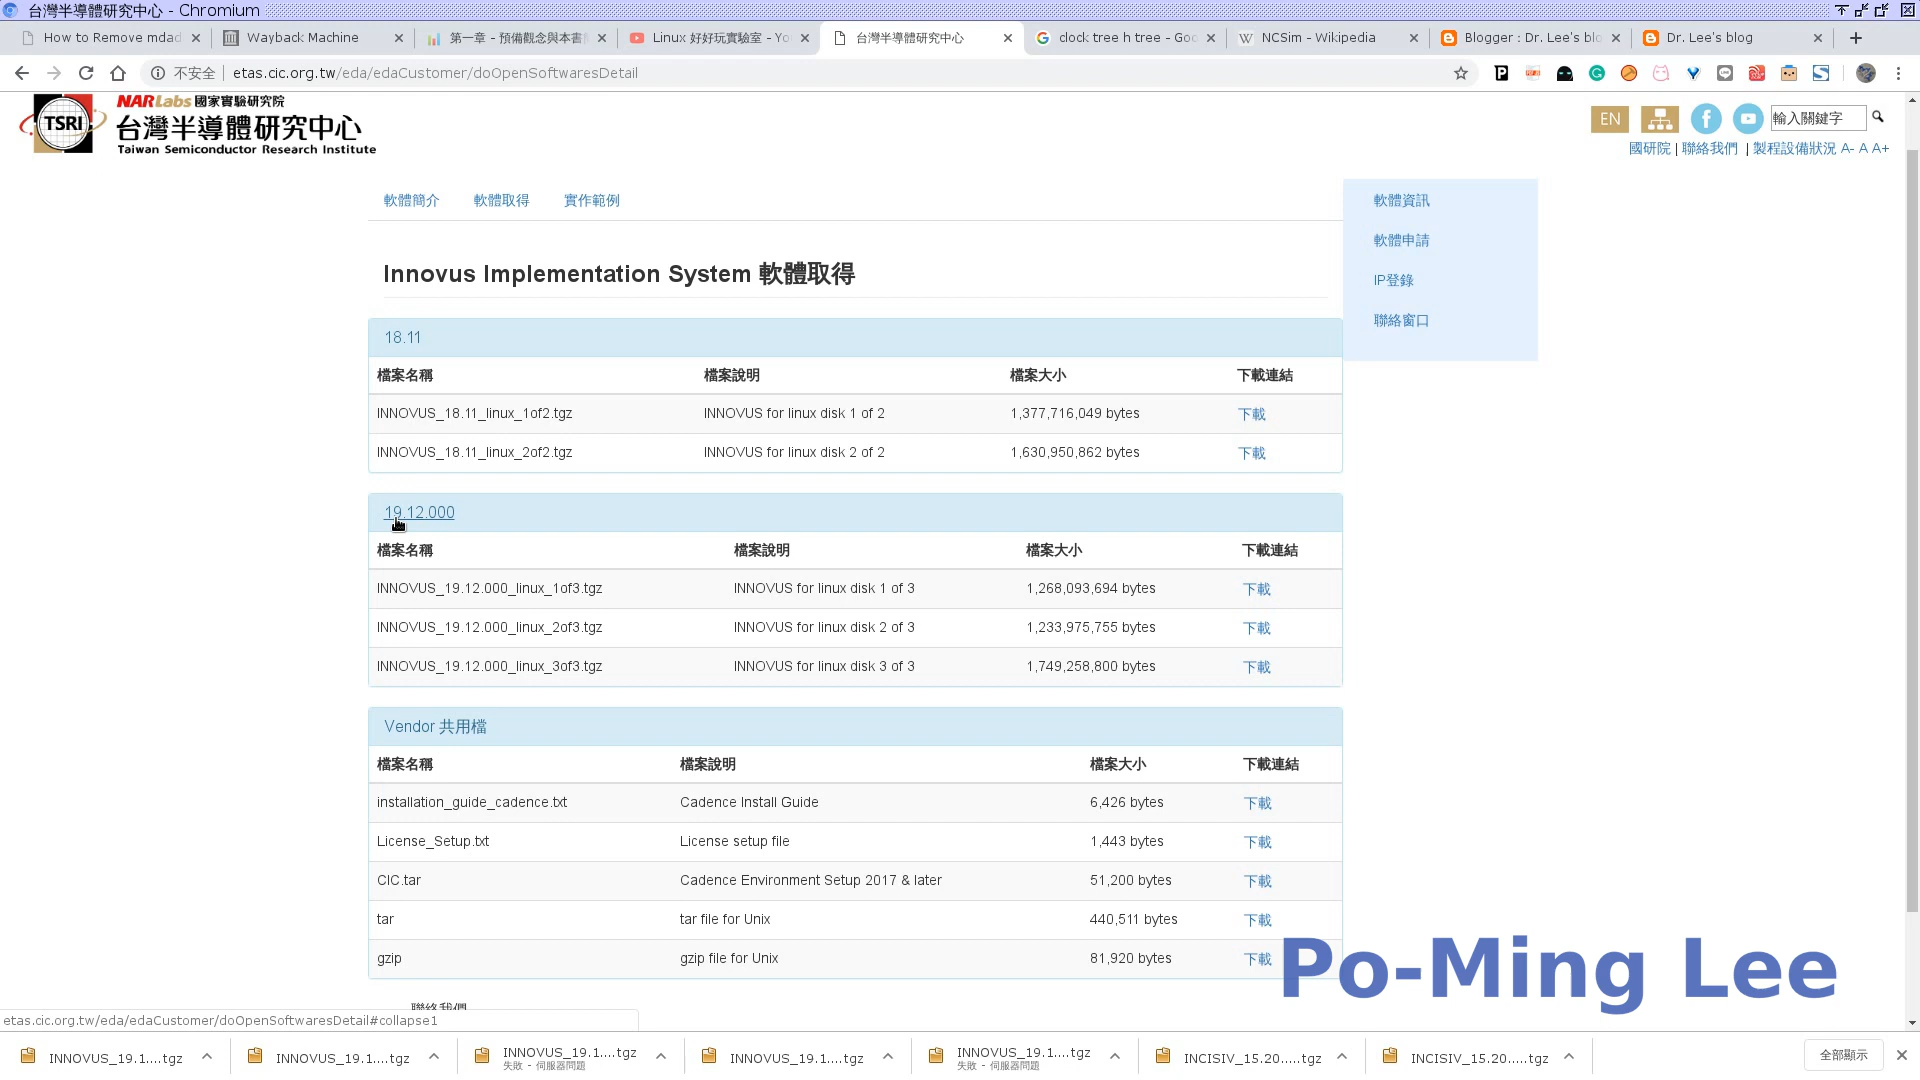 台灣半導體研究中心 - Chromium
How to Remove mdad
Wayback Machine
第一章 - 預備觀念與本書
Linux 好好玩實驗室 - Yo
台灣半導體研究中心
clock tree h tree - Goo
NCSim - Wikipedia
Blogger : Dr. Lee's blo
Dr. Lee's blog
不安全
etas.cic.org.tw/eda/edaCustomer/doOpenSoftwaresDetail
TSRI
NARLabs 國家實驗研究院
台灣半導體研究中心
Taiwan Semiconductor Research Institute
EN
輸入關鍵字
國研院 | 聯絡我們 | 製程設備狀況 A- A A+
軟體簡介 軟體取得 實作範例
軟體資訊
軟體申請
IP登錄
聯絡窗口
Innovus Implementation System 軟體取得
18.11
檔案名稱 檔案說明 檔案大小 下載連結
INNOVUS_18.11_linux_1of2.tgz INNOVUS for linux disk 1 of 2 1,377,716,049 bytes 下載
INNOVUS_18.11_linux_2of2.tgz INNOVUS for linux disk 2 of 2 1,630,950,862 bytes 下載
19.12.000
檔案名稱 檔案說明 檔案大小 下載連結
INNOVUS_19.12.000_linux_1of3.tgz INNOVUS for linux disk 1 of 3 1,268,093,694 bytes 下載
INNOVUS_19.12.000_linux_2of3.tgz INNOVUS for linux disk 2 of 3 1,233,975,755 bytes 下載
INNOVUS_19.12.000_linux_3of3.tgz INNOVUS for linux disk 3 of 3 1,749,258,800 bytes 下載
Vendor 共用檔
檔案名稱 檔案說明 檔案大小 下載連結
installation_guide_cadence.txt Cadence Install Guide 6,426 bytes 下載
License_Setup.txt License setup file 1,443 bytes 下載
CIC.tar Cadence Environment Setup 2017 & later 51,200 bytes 下載
tar tar file for Unix 440,511 bytes 下載
gzip gzip file for Unix 81,920 bytes 下載
Po-Ming Lee
聯絡我們
etas.cic.org.tw/eda/edaCustomer/doOpenSoftwaresDetail#collapse1
INNOVUS_19.1....tgz
INNOVUS_19.1....tgz
INNOVUS_19.1....tgz
失敗 - 伺服器問題
INNOVUS_19.1....tgz
INNOVUS_19.1....tgz
失敗 - 伺服器問題
INCISIV_15.20.....tgz
INCISIV_15.20.....tgz
全部顯示